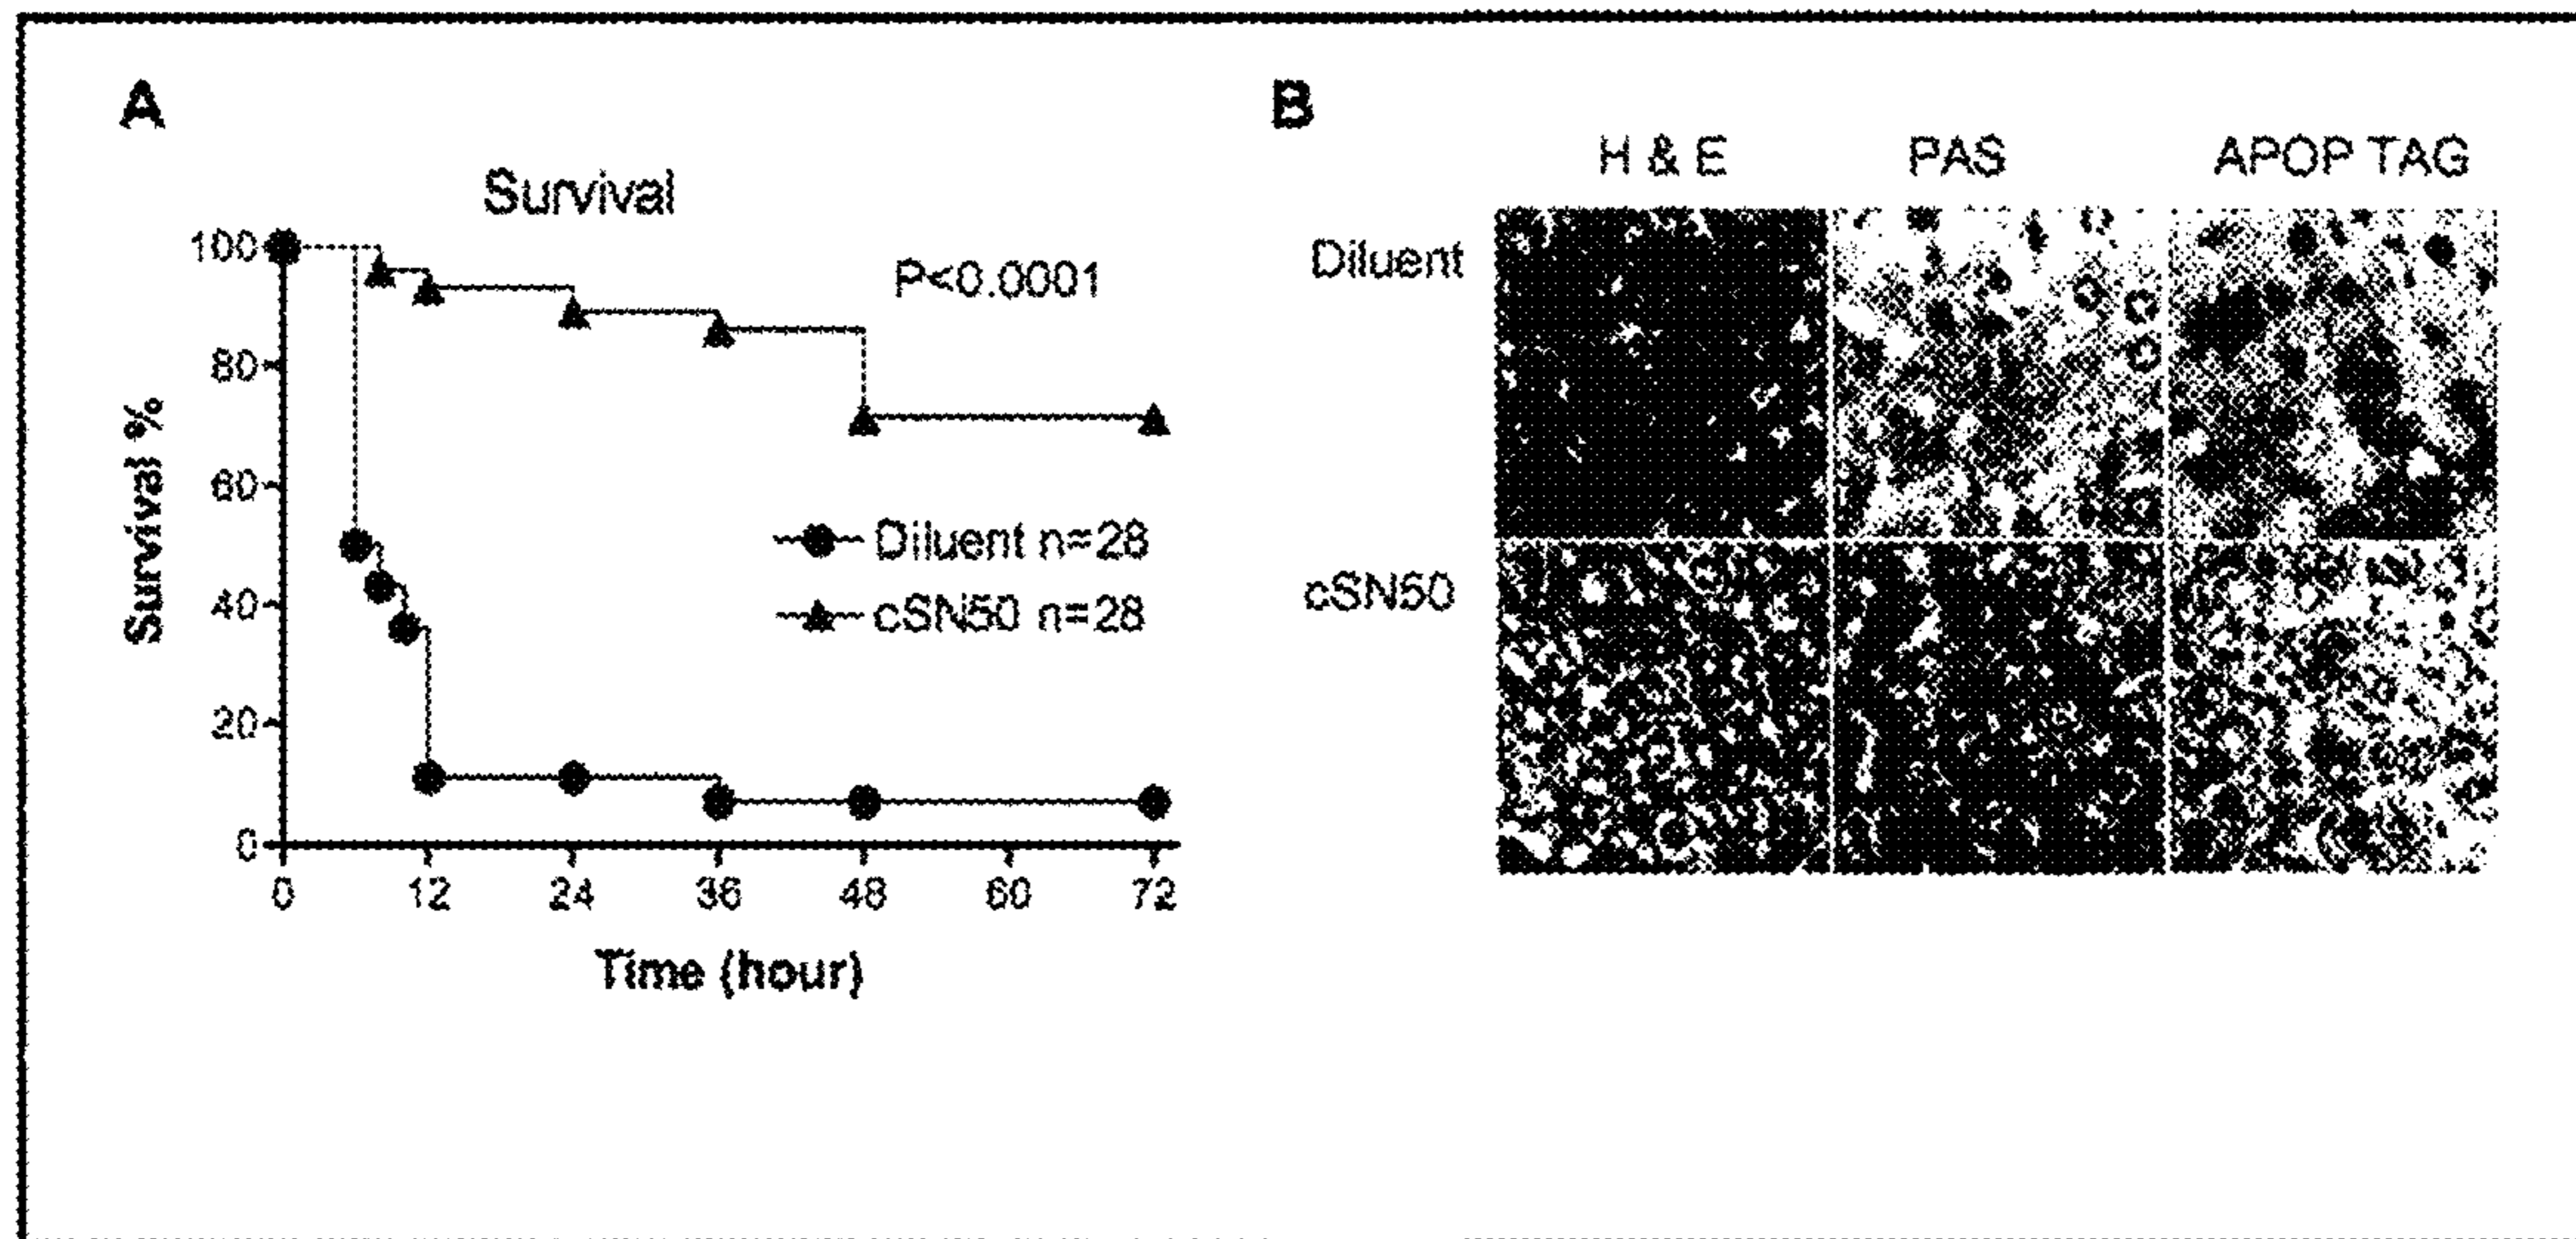 A
Survival
100
80
60
40
20
0
Survival %
P<0.0001
Diluent n=28
cSN50 n=28
0 12 24 36 48 60 72
Time (hour)
B
H & E PAS APOP TAG
Diluent
cSN50